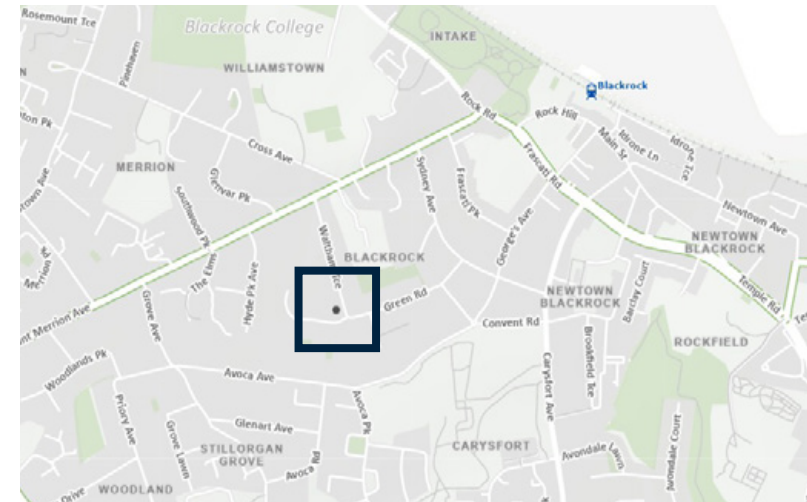 Rosemount Tce
Blackrock College
INTAKE
Pinehaven
WILLIAMSTOWN
Blackrock
Rock Rd
Rock Hill
Idrone Ln
Idrone Tce
Main St
Cross Ave
MERRION
Glenvar Pk
Southwood Pk
Sydney Ave
Frascati Pk
Frascati Rd
George's Ave
Newtown Ave
NEWTOWN
BLACKROCK
BLACKROCK
The Elms
Hyde Pk Ave
Green Rd
NEWTOWN
BLACKROCK
Barclay Court
Temple Rd
nt Merrion Ave
Grove Ave
Convent Rd
Brookfield Tce
ROCKFIELD
Woodlands Pk
Avoca Ave
Carysfort Ave
Priory Ave
Glenart Ave
Avoca Pk
Grove Lawn
STILLORGAN
GROVE
Avoca Rd
CARYSFORT
Avondale Lawn
Avondale Court
WOODLAND
Drive